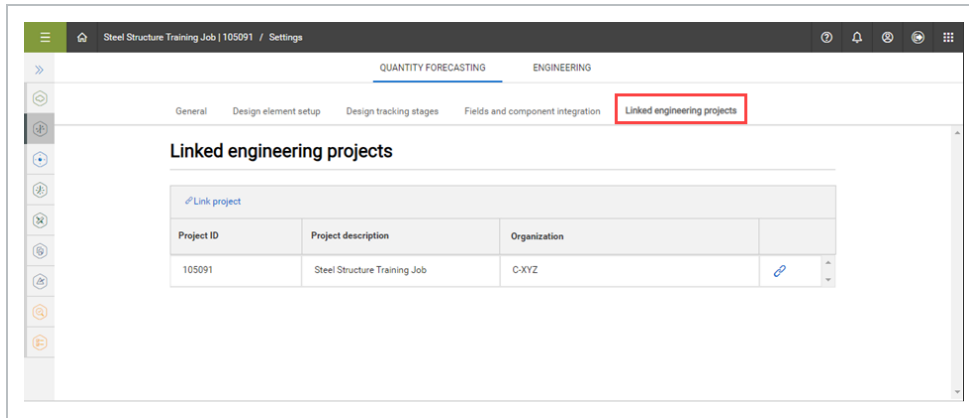 Steel Structure Training Job | 105091 / Settings
QUANTITY FORECASTING ENGINEERING
General Design element setup Design tracking stages Fields and component integration Linked engineering projects
Linked engineering projects
Link project
Project ID Project description Organization
105091 Steel Structure Training Job C-XYZ